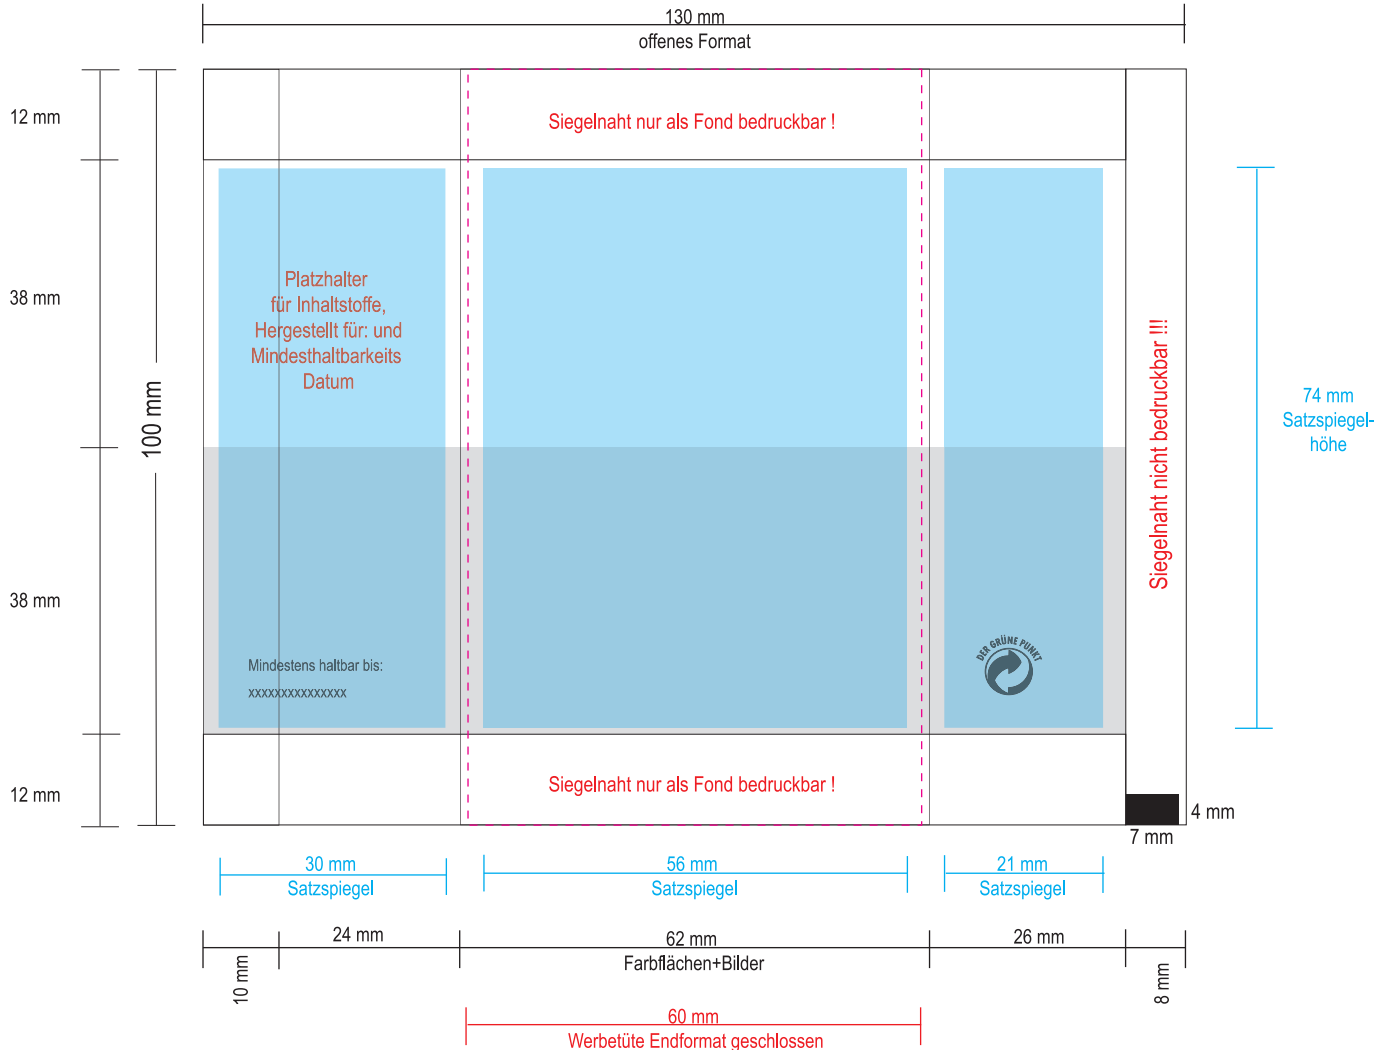 130 mm
offenes Format
12 mm
Siegelnaht nur als Fond bedruckbar !
38 mm
Platzhalter
für Inhaltstoffe,
Hergestellt für: und
Mindesthaltbarkeits
Datum
100 mm
Siegelnaht nicht bedruckbar !!!
74 mm
Satzspiegel-
höhe
38 mm
Mindestens haltbar bis:
xxxxxxxxxxxxxxx
DER GRÜNE PUNKT
12 mm
Siegelnaht nur als Fond bedruckbar !
4 mm
7 mm
30 mm
Satzspiegel
56 mm
Satzspiegel
21 mm
Satzspiegel
10 mm
24 mm
62 mm
Farbflächen+Bilder
26 mm
8 mm
60 mm
Werbetüte Endformat geschlossen